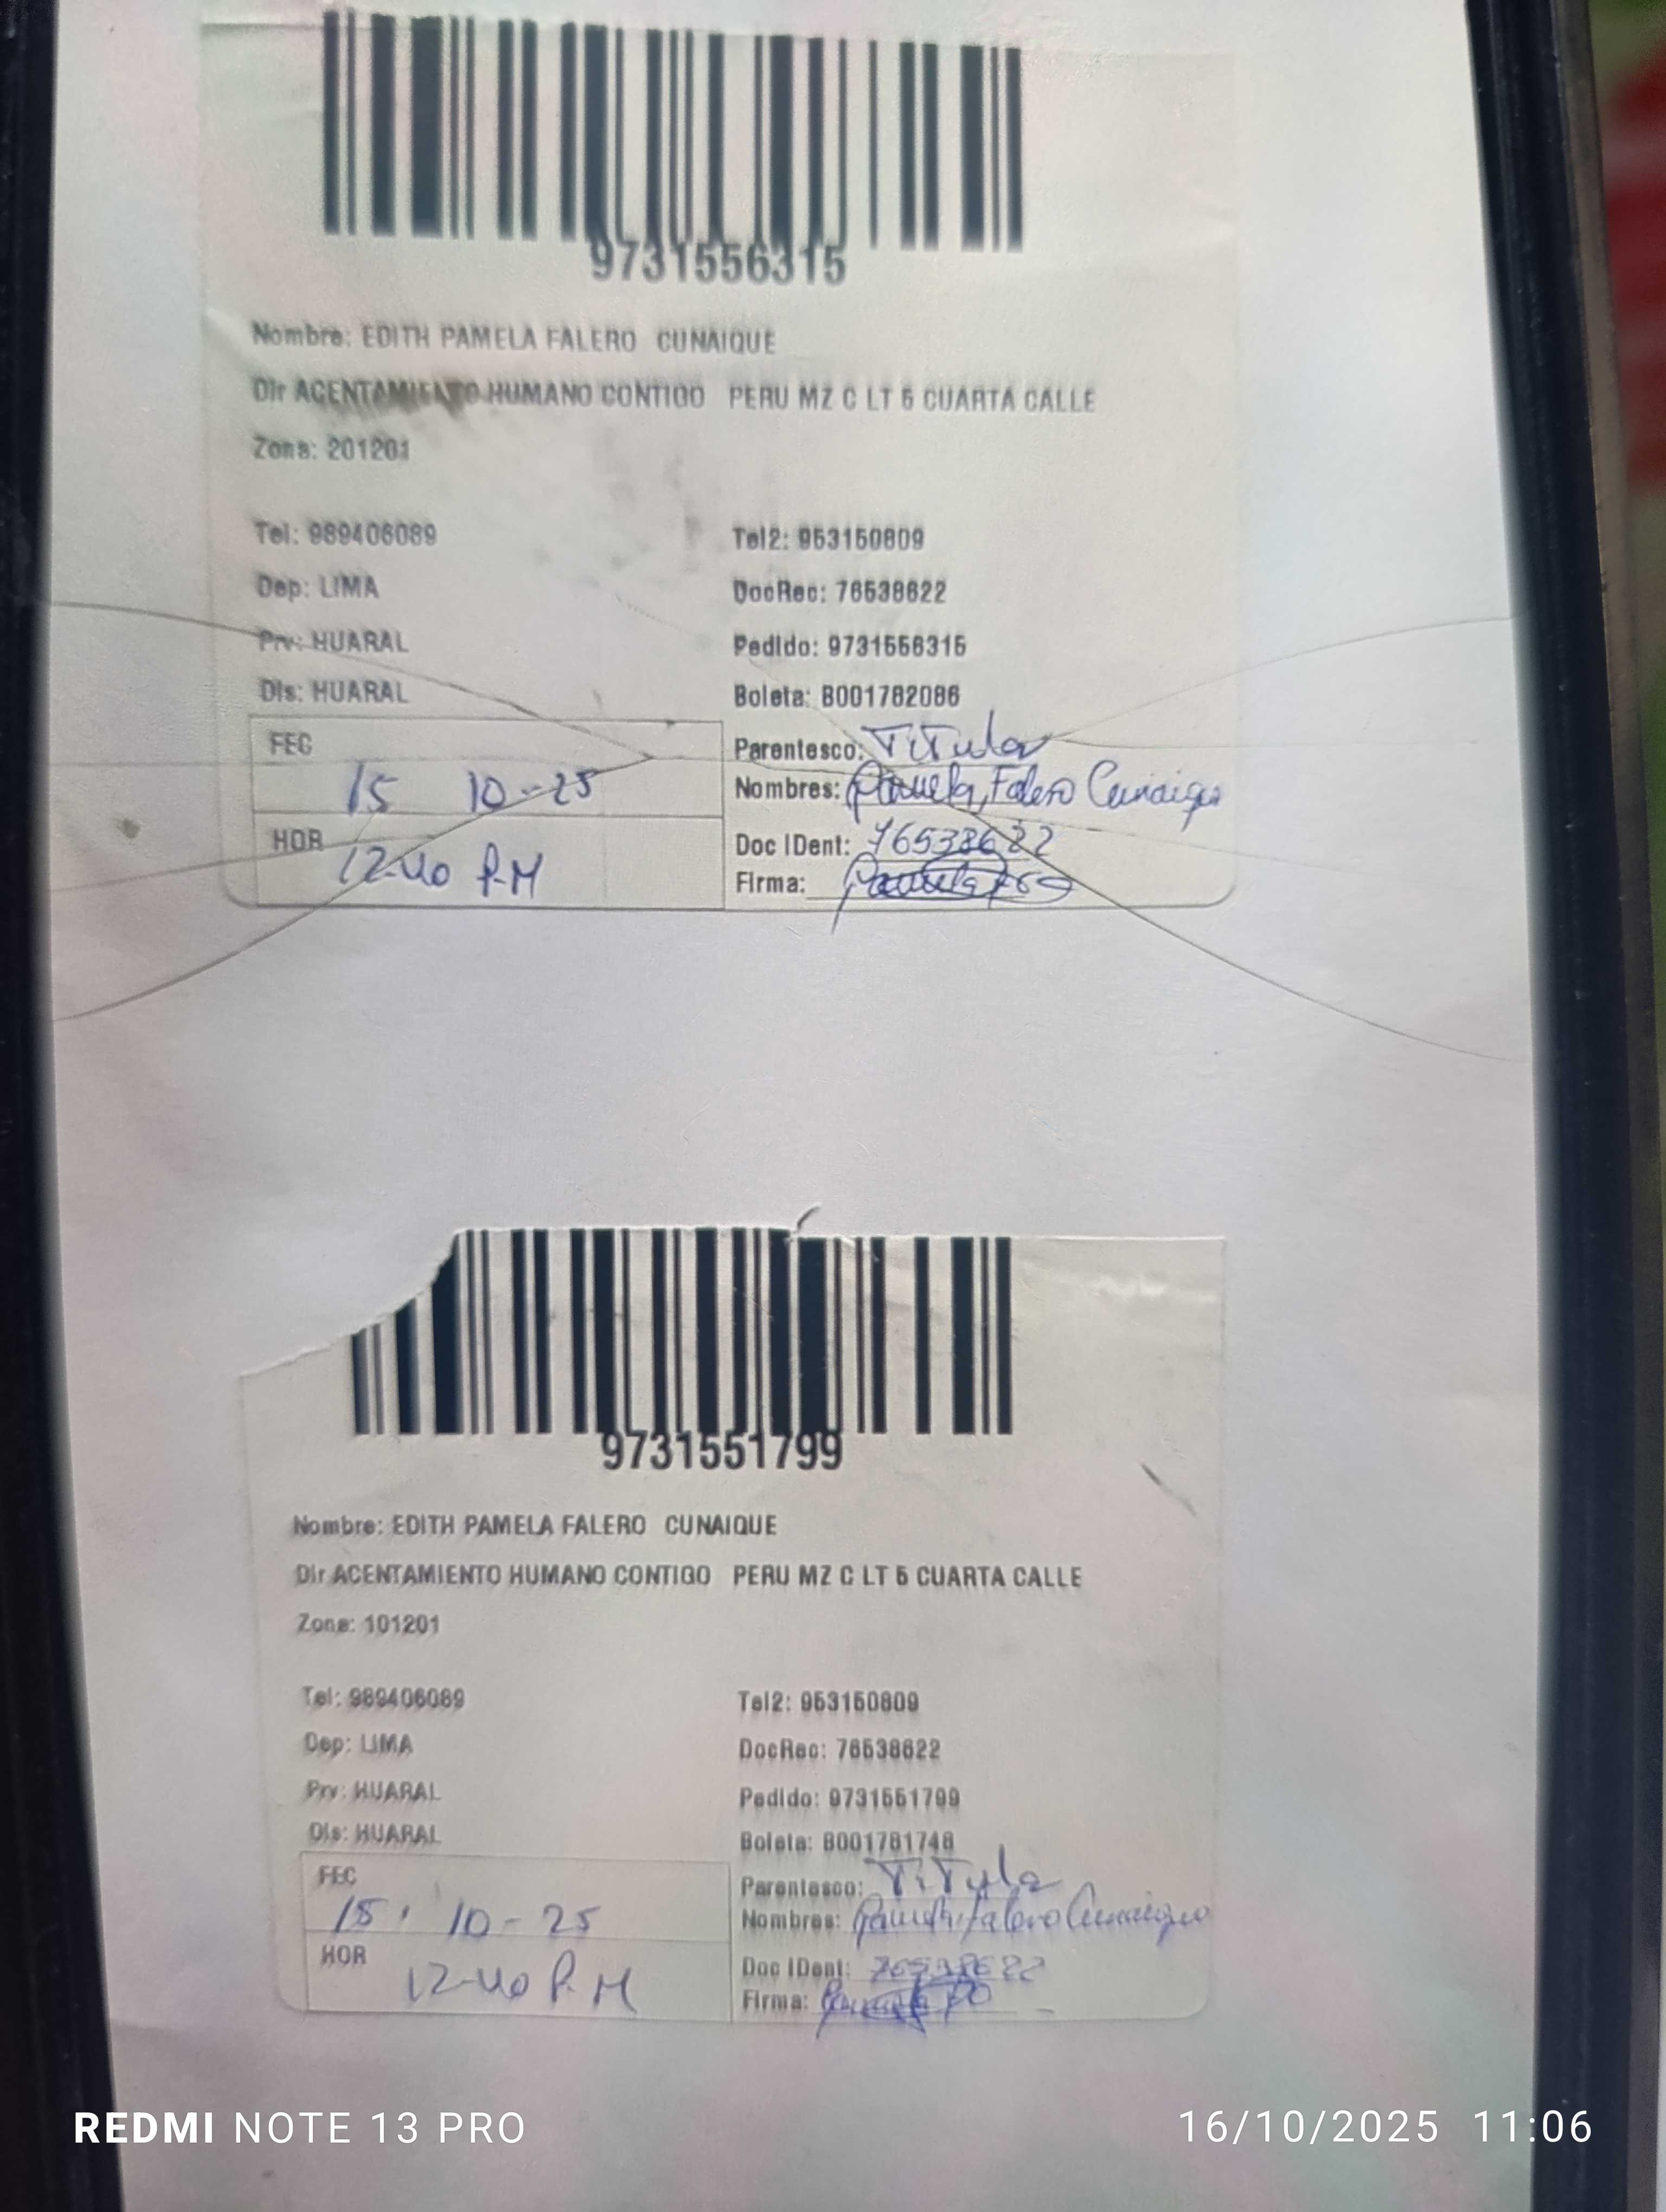 9731556315
Nombre: EDITH PAMELA FALERO CUNAIQUE
Dir ACENTAMIENTO HUMANO CONTIGO PERU MZ C LT 5 CUARTA CALLE
Zona: 201201
Tel: 989406089 Tel2: 953150809
Dep: LIMA DocRec: 76538622
Prv: HUARAL Pedido: 9731556315
Dis: HUARAL Boleta: B001782086
FEC Parentesco: Titular
15 10-25 Nombres: Pamela Falero Cunaique
HOR Doc IDent: 76538622
12:40 P.M Firma:
9731551799
Nombre: EDITH PAMELA FALERO CUNAIQUE
Dir ACENTAMIENTO HUMANO CONTIGO PERU MZ C LT 5 CUARTA CALLE
Zona: 101201
Tel: 989406089 Tel2: 953150809
Dep: LIMA DocRec: 76538622
Prv: HUARAL Pedido: 9731551799
Dis: HUARAL Boleta: B001781748
FEC Parentesco: Titula
15 10-25 Nombres: Pamela Falero Cunaique
HOR Doc IDent: 76538622
12:40 P.M Firma:
REDMI NOTE 13 PRO 16/10/2025 11:06